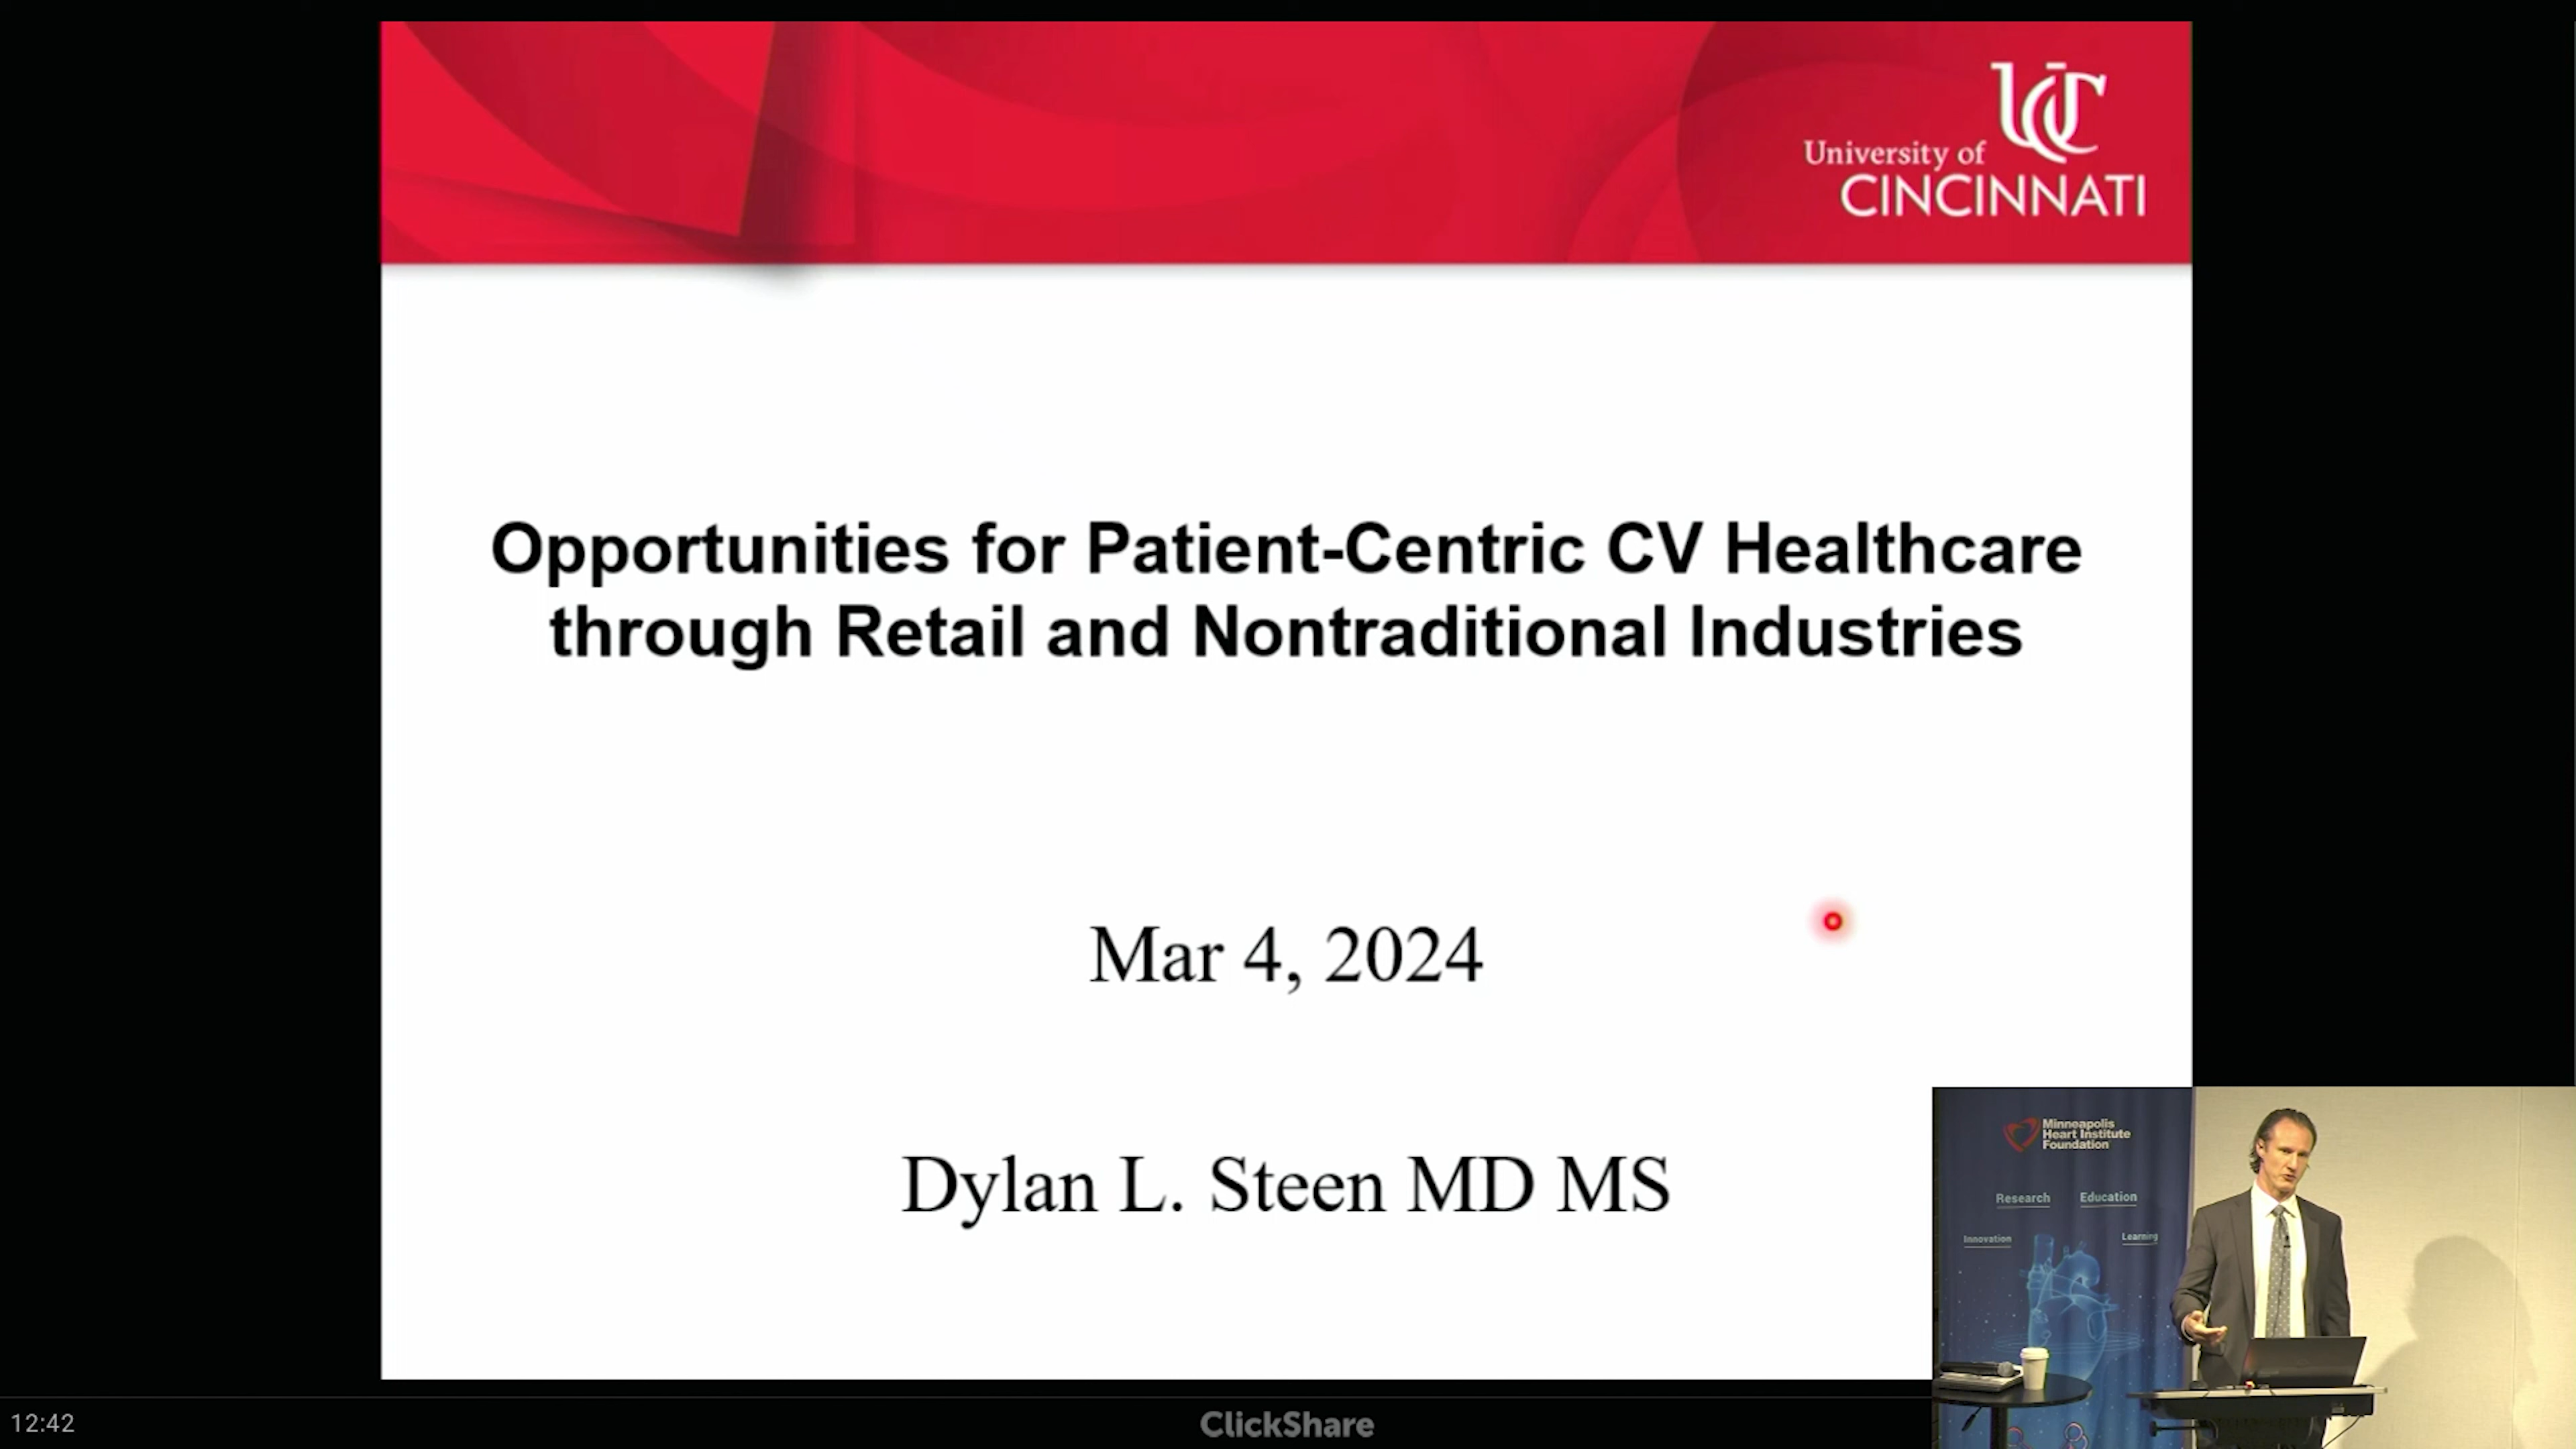 UC
University of
CINCINNATI
Opportunities for Patient-Centric CV Healthcare
through Retail and Nontraditional Industries
Mar 4, 2024
Dylan L. Steen MD MS
Minneapolis
Heart Institute
Foundation
Research Education
Innovation Learning
12:42
ClickShare